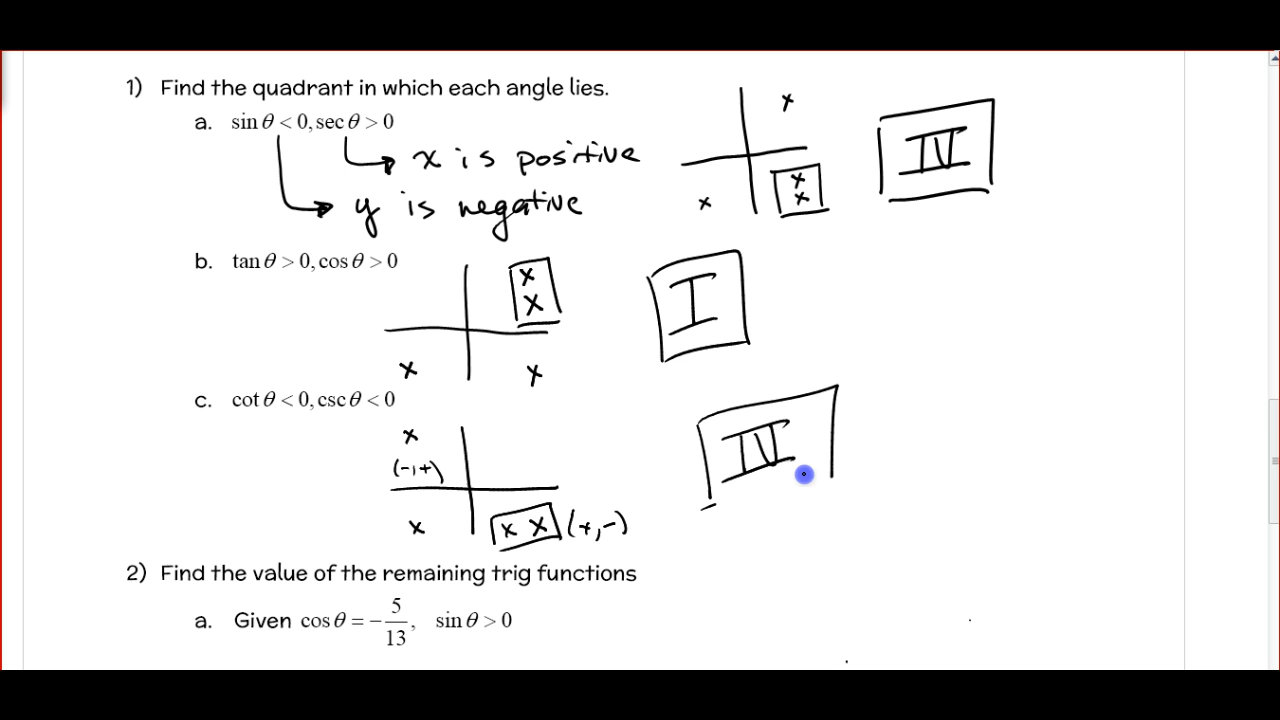 1) Find the quadrant in which each angle lies.
a. sin θ < 0, sec θ > 0
x is positive
y is negative
x
x
x
x
IV
b. tan θ > 0, cos θ > 0
x
x
x
x
I
c. cot θ < 0, csc θ < 0
x
(-,+)
x
x x (+,-)
IV
2) Find the value of the remaining trig functions
a. Given cos θ = -5/13, sin θ > 0